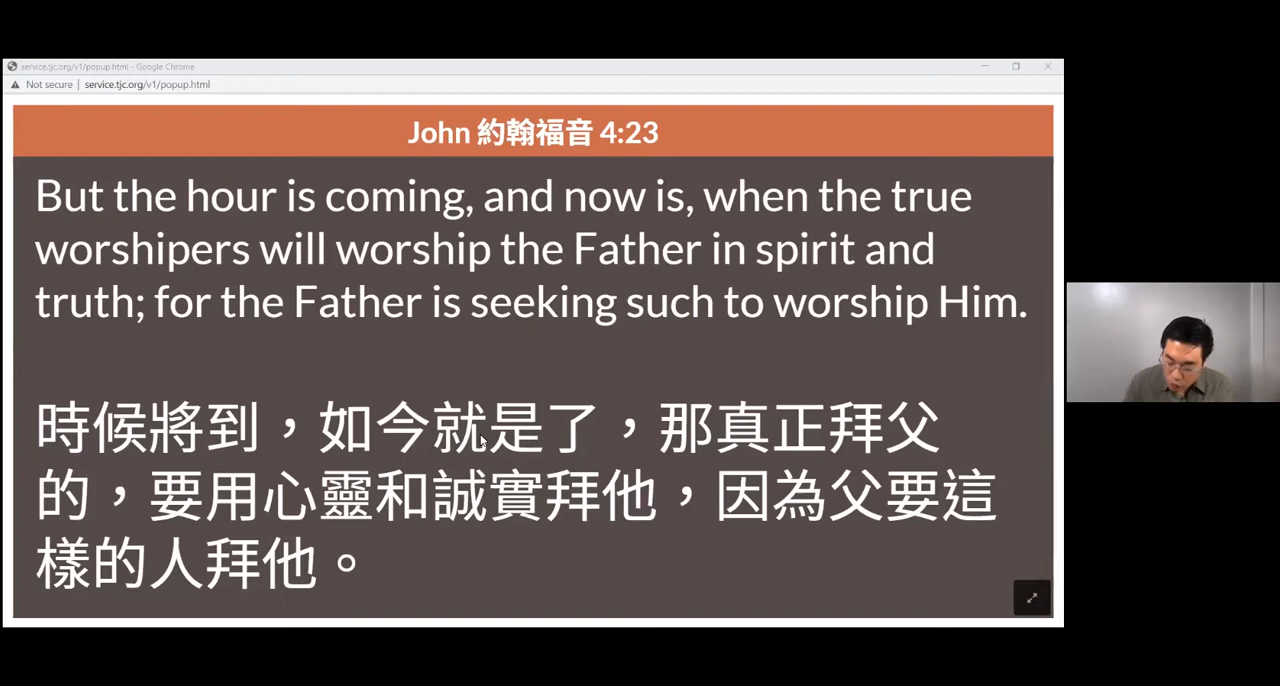 service.tjc.org/v1/popup.html - Google Chrome
Not secure | service.tjc.org/v1/popup.html
John 約翰福音 4:23
But the hour is coming, and now is, when the true
worshipers will worship the Father in spirit and
truth; for the Father is seeking such to worship Him.
時候將到，如今就是了，那真正拜父
的，要用心靈和誠實拜他，因為父要這
樣的人拜他。